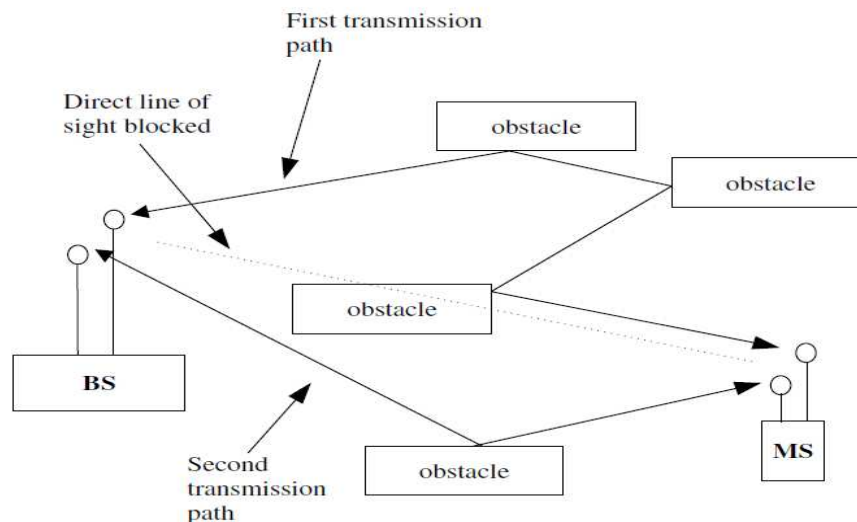 First transmission
path
Direct line of
sight blocked
obstacle
obstacle
obstacle
BS
MS
obstacle
Second
transmission
path